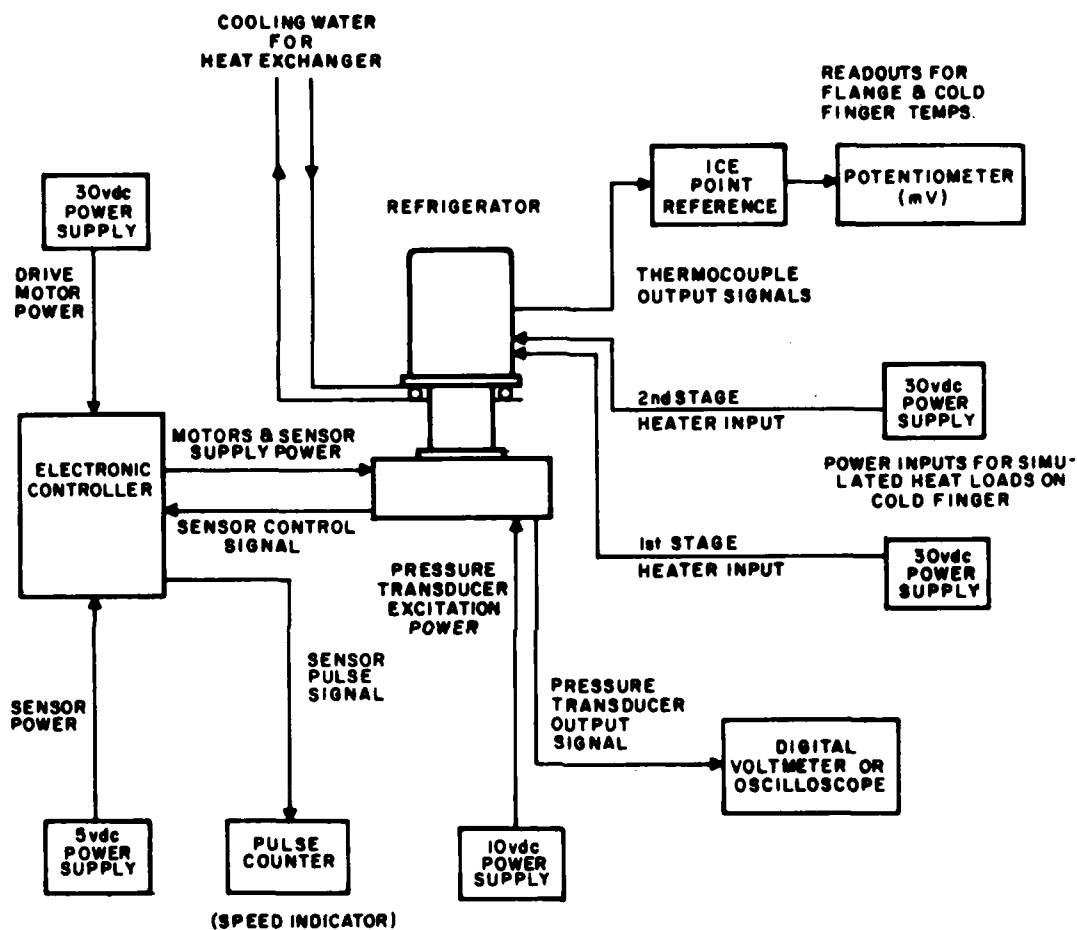 COOLING WATER
FOR
HEAT EXCHANGER
READOUTS FOR
FLANGE & COLD
FINGER TEMPS.
30vdc
POWER
SUPPLY
ICE
POINT
REFERENCE
POTENTIOMETER
(mV)
REFRIGERATOR
DRIVE
MOTOR
POWER
THERMOCOUPLE
OUTPUT SIGNALS
2nd STAGE
HEATER INPUT
30vdc
POWER
SUPPLY
MOTORS & SENSOR
SUPPLY POWER
ELECTRONIC
CONTROLLER
POWER INPUTS FOR SIMU-
LATED HEAT LOADS ON
COLD FINGER
SENSOR CONTROL
SIGNAL
1st STAGE
HEATER INPUT
30vdc
POWER
SUPPLY
PRESSURE
TRANSDUCER
EXCITATION
POWER
SENSOR
PULSE
SIGNAL
SENSOR
POWER
PRESSURE
TRANSDUCER
OUTPUT
SIGNAL
DIGITAL
VOLTMETER OR
OSCILLOSCOPE
5vdc
POWER
SUPPLY
PULSE
COUNTER
10vdc
POWER
SUPPLY
(SPEED INDICATOR)